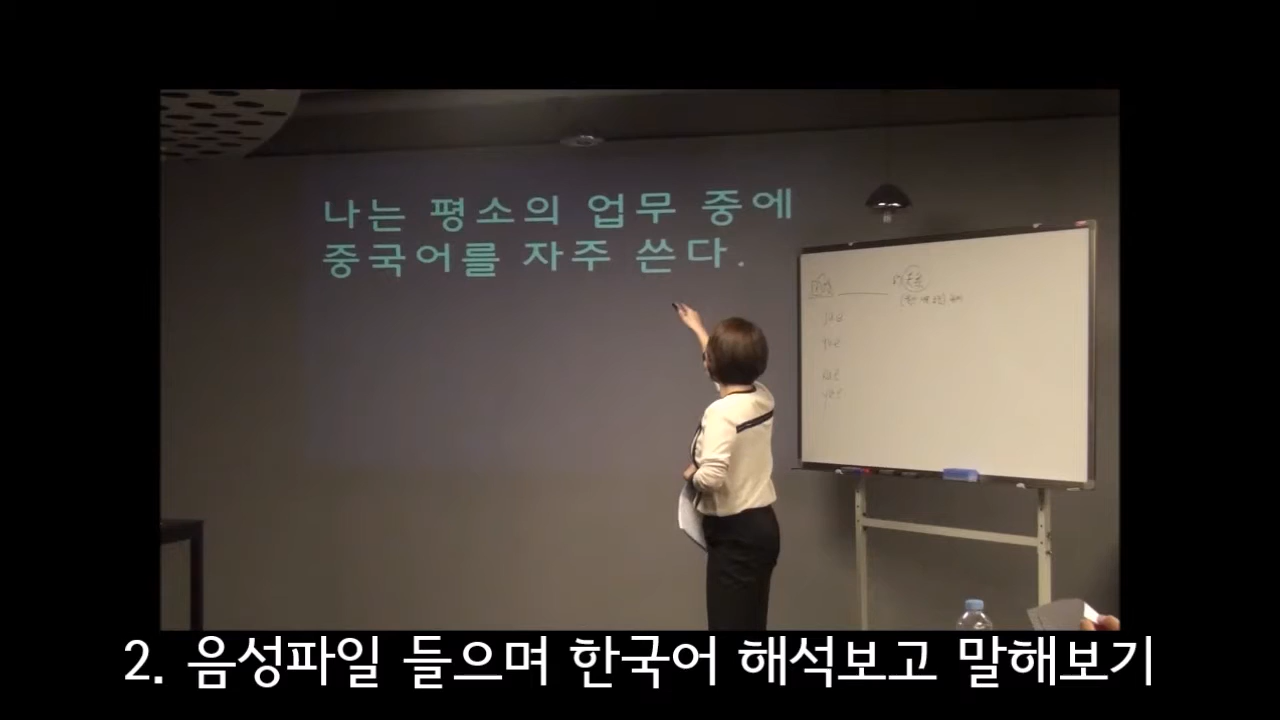 나는 평소의 업무 중에
중국어를 자주 쓴다.
2. 음성파일 들으며 한국어 해석보고 말해보기